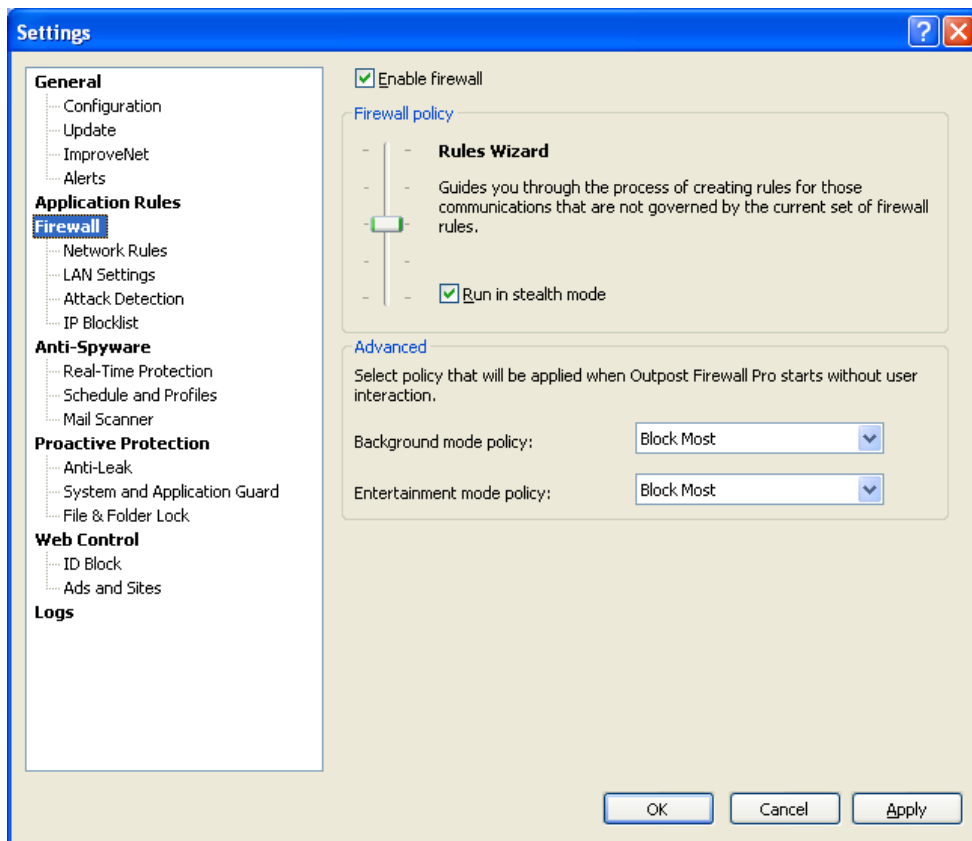 Settings
General
Configuration
Update
ImproveNet
Alerts
Application Rules
Firewall
Network Rules
LAN Settings
Attack Detection
IP Blocklist
Anti-Spyware
Real-Time Protection
Schedule and Profiles
Mail Scanner
Proactive Protection
Anti-Leak
System and Application Guard
File & Folder Lock
Web Control
ID Block
Ads and Sites
Logs
Enable firewall
Firewall policy
Rules Wizard
Guides you through the process of creating rules for those
communications that are not governed by the current set of firewall
rules.
Run in stealth mode
Advanced
Select policy that will be applied when Outpost Firewall Pro starts without user
interaction.
Background mode policy:
Block Most
Entertainment mode policy:
Block Most
OK
Cancel
Apply